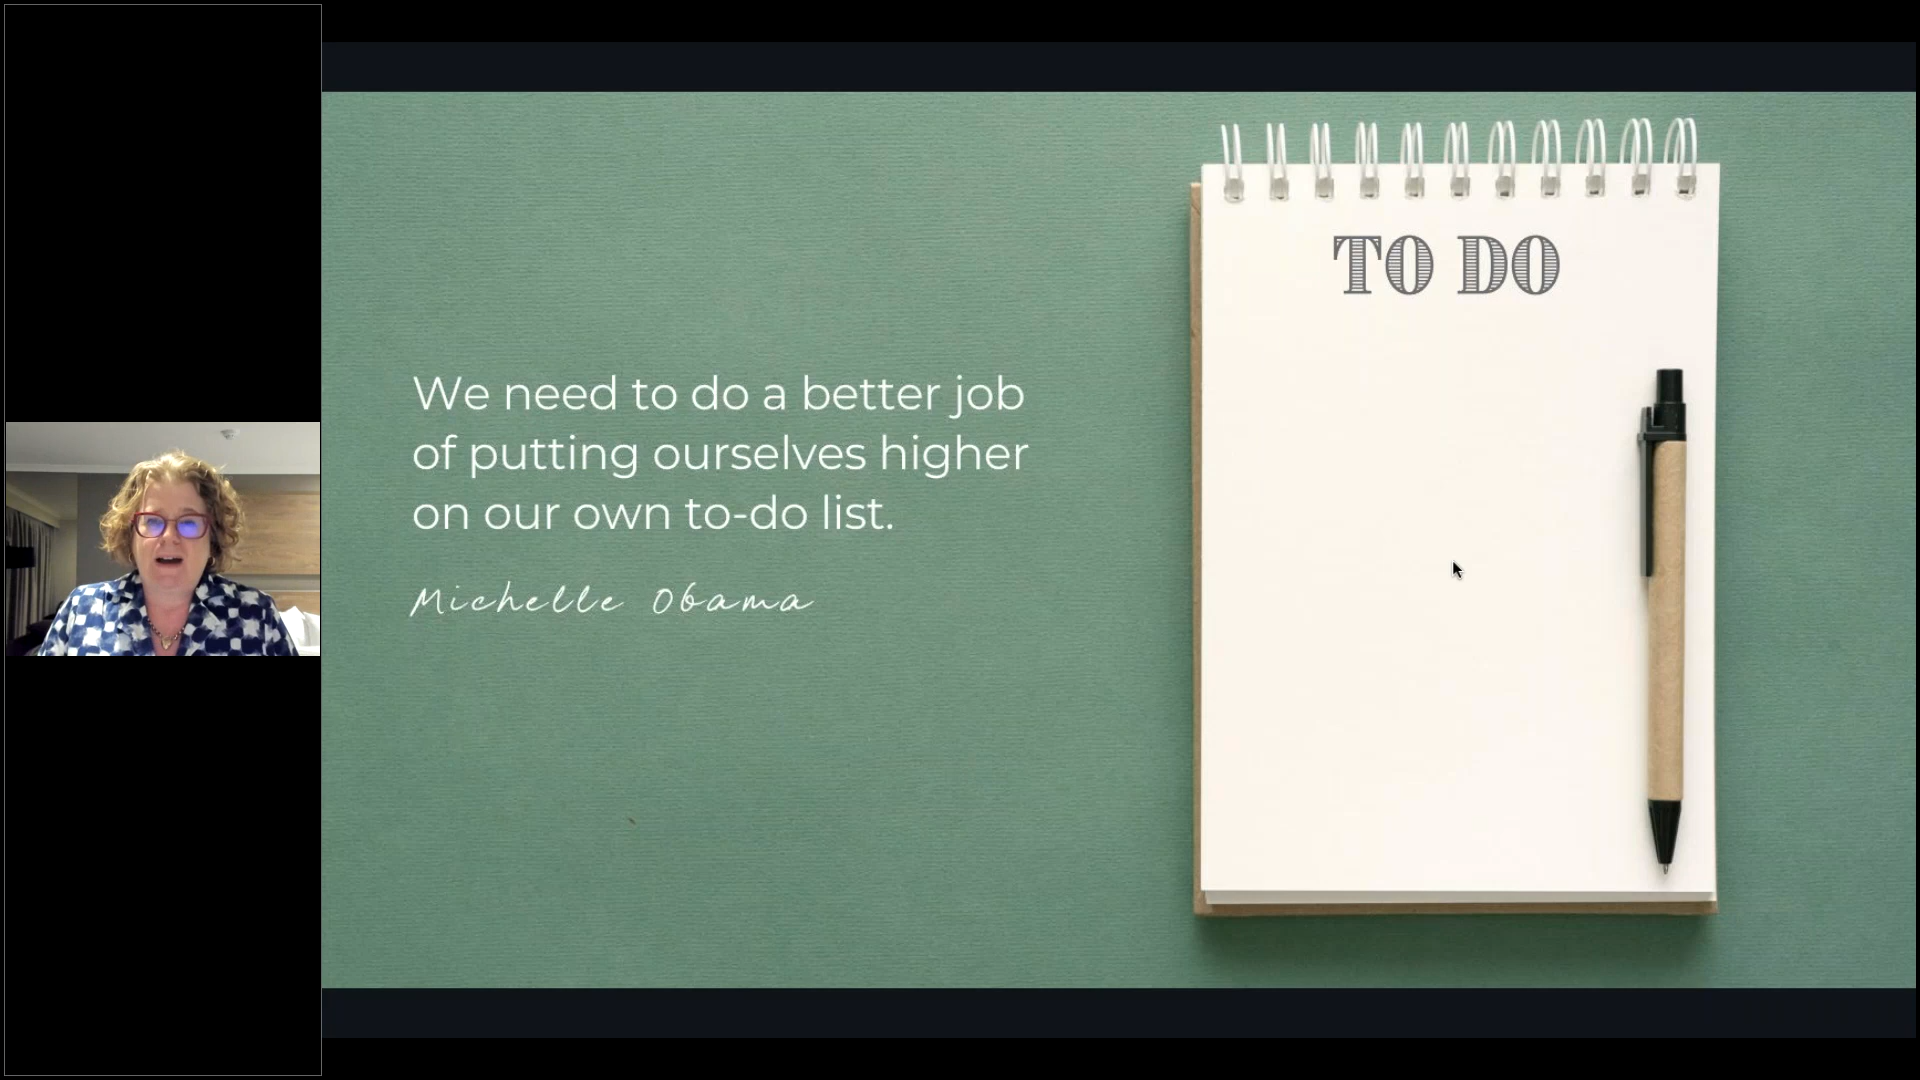 TO DO
We need to do a better job
of putting ourselves higher
on our own to-do list.
Michelle Obama